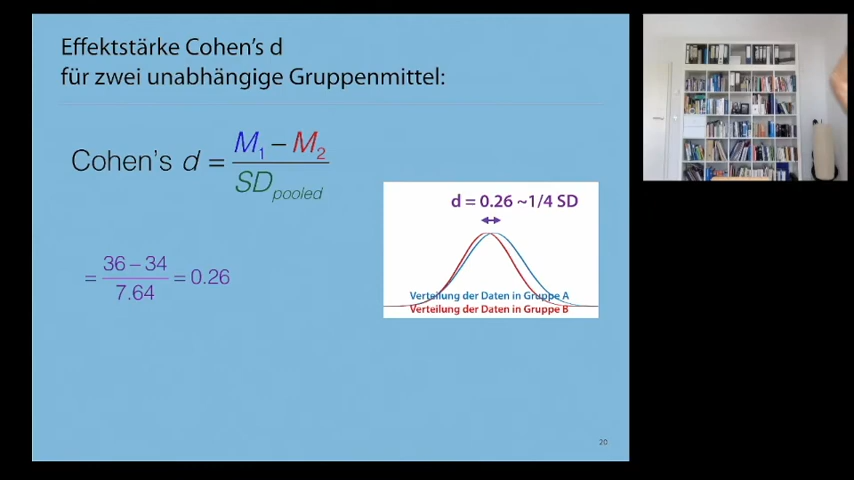 Effektstärke Cohen's d
für zwei unabhängige Gruppenmittel:
Cohen's d = M1 − M2 / SDpooled
d = 0.26 ~1/4 SD
= 36 − 34 / 7.64 = 0.26
Verteilung der Daten in Gruppe A
Verteilung der Daten in Gruppe B
20